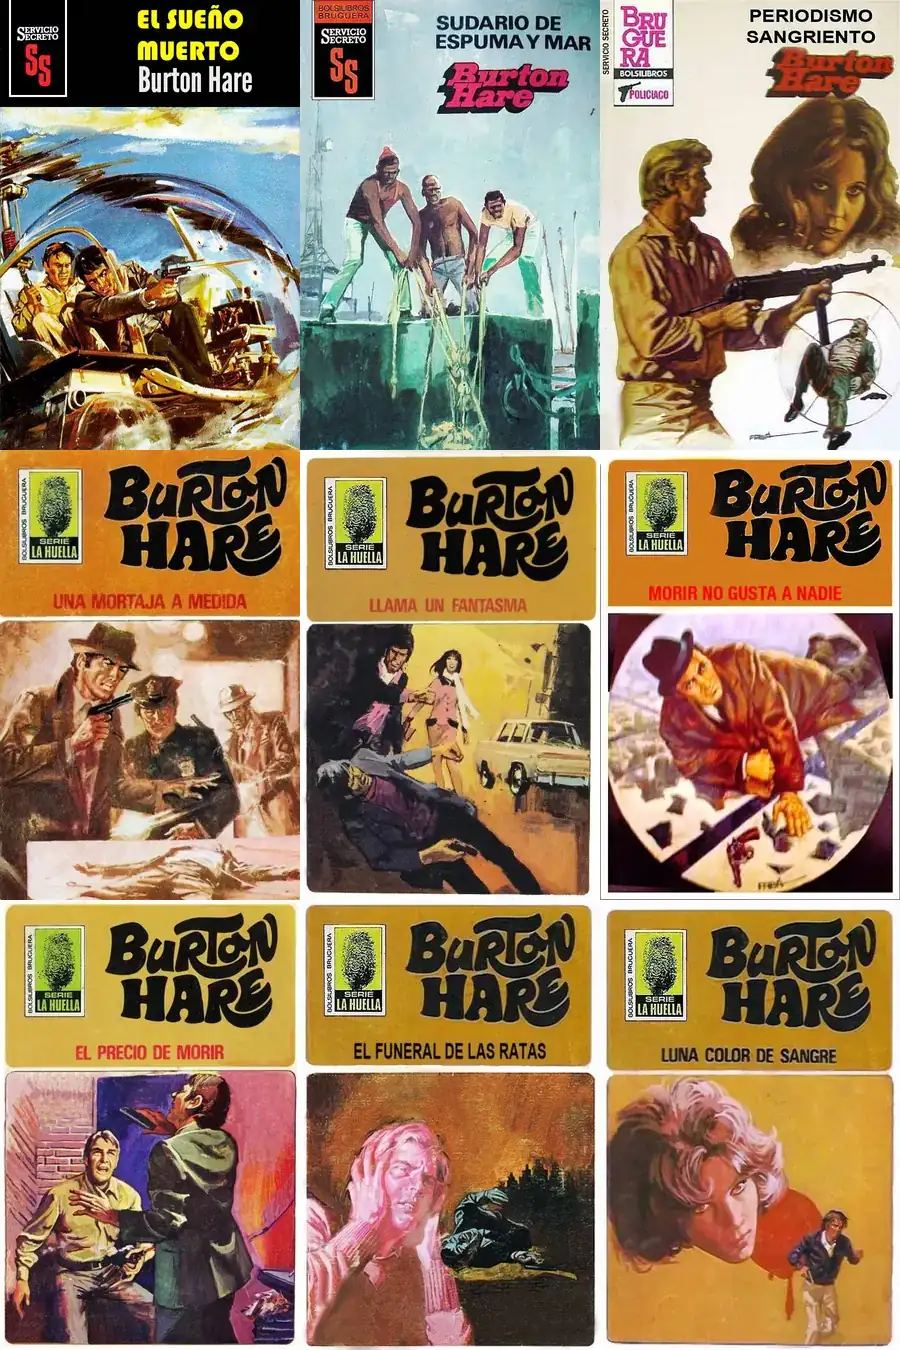 SERVICIO
SECRETO
SS
EL SUEÑO
MUERTO
Burton Hare
BOLSILIBROS
BRUGUERA
SERVICIO
SECRETO
SS
SUDARIO DE
ESPUMA Y MAR
Burton
Hare
SERVICIO SECRETO
BRU
GUE
RA
BOLSILIBROS
POLICIACO
PERIODISMO
SANGRIENTO
Burton
Hare
BOLSILIBROS BRUGUERA
SERIE
LA HUELLA
BURTON
HARE
UNA MORTAJA A MEDIDA
BOLSILIBROS BRUGUERA
SERIE
LA HUELLA
BURTON
HARE
LLAMA UN FANTASMA
BOLSILIBROS BRUGUERA
SERIE
LA HUELLA
BURTON
HARE
MORIR NO GUSTA A NADIE
BOLSILIBROS BRUGUERA
SERIE
LA HUELLA
BURTON
HARE
EL PRECIO DE MORIR
BOLSILIBROS BRUGUERA
SERIE
LA HUELLA
BURTON
HARE
EL FUNERAL DE LAS RATAS
BOLSILIBROS BRUGUERA
SERIE
LA HUELLA
BURTON
HARE
LUNA COLOR DE SANGRE